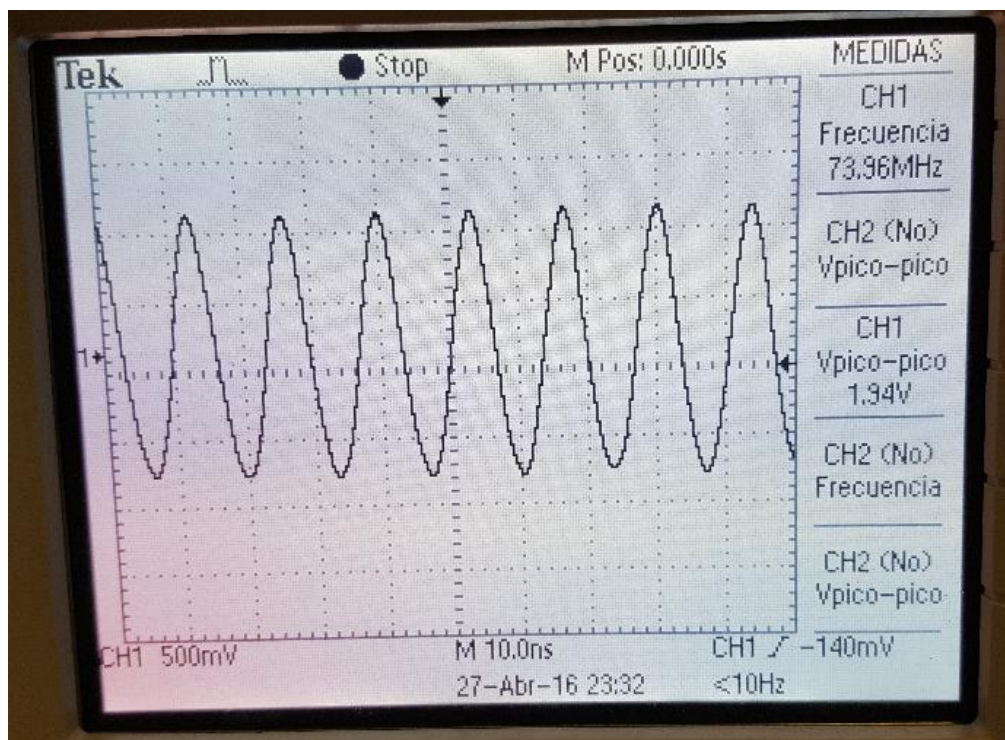 Tek Stop M Pos: 0.000s MEDIDAS
CH1
Frecuencia
73.96MHz
CH2 (No)
Vpico-pico
1
CH1
Vpico-pico
1.94V
CH2 (No)
Frecuencia
CH2 (No)
Vpico-pico
CH1 500mV M 10.0ns CH1 -140mV
27-Abr-16 23:32 <10Hz